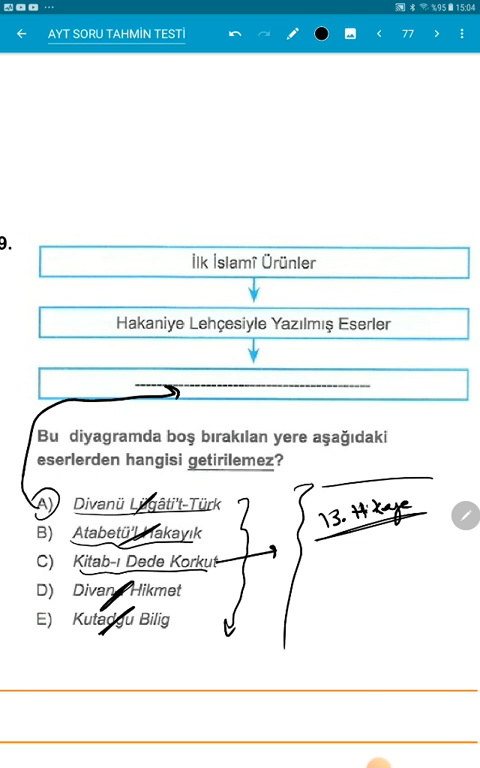 %95 15:04
AYT SORU TAHMİN TESTİ
77
9.
İlk İslamî Ürünler
Hakaniye Lehçesiyle Yazılmış Eserler
Bu diyagramda boş bırakılan yere aşağıdaki
eserlerden hangisi getirilemez?
A) Divanü Lügâti't-Türk
B) Atabetü'l Hakayık
C) Kitab-ı Dede Korkut
D) Divan-ı Hikmet
E) Kutadgu Bilig
13. Hikaye